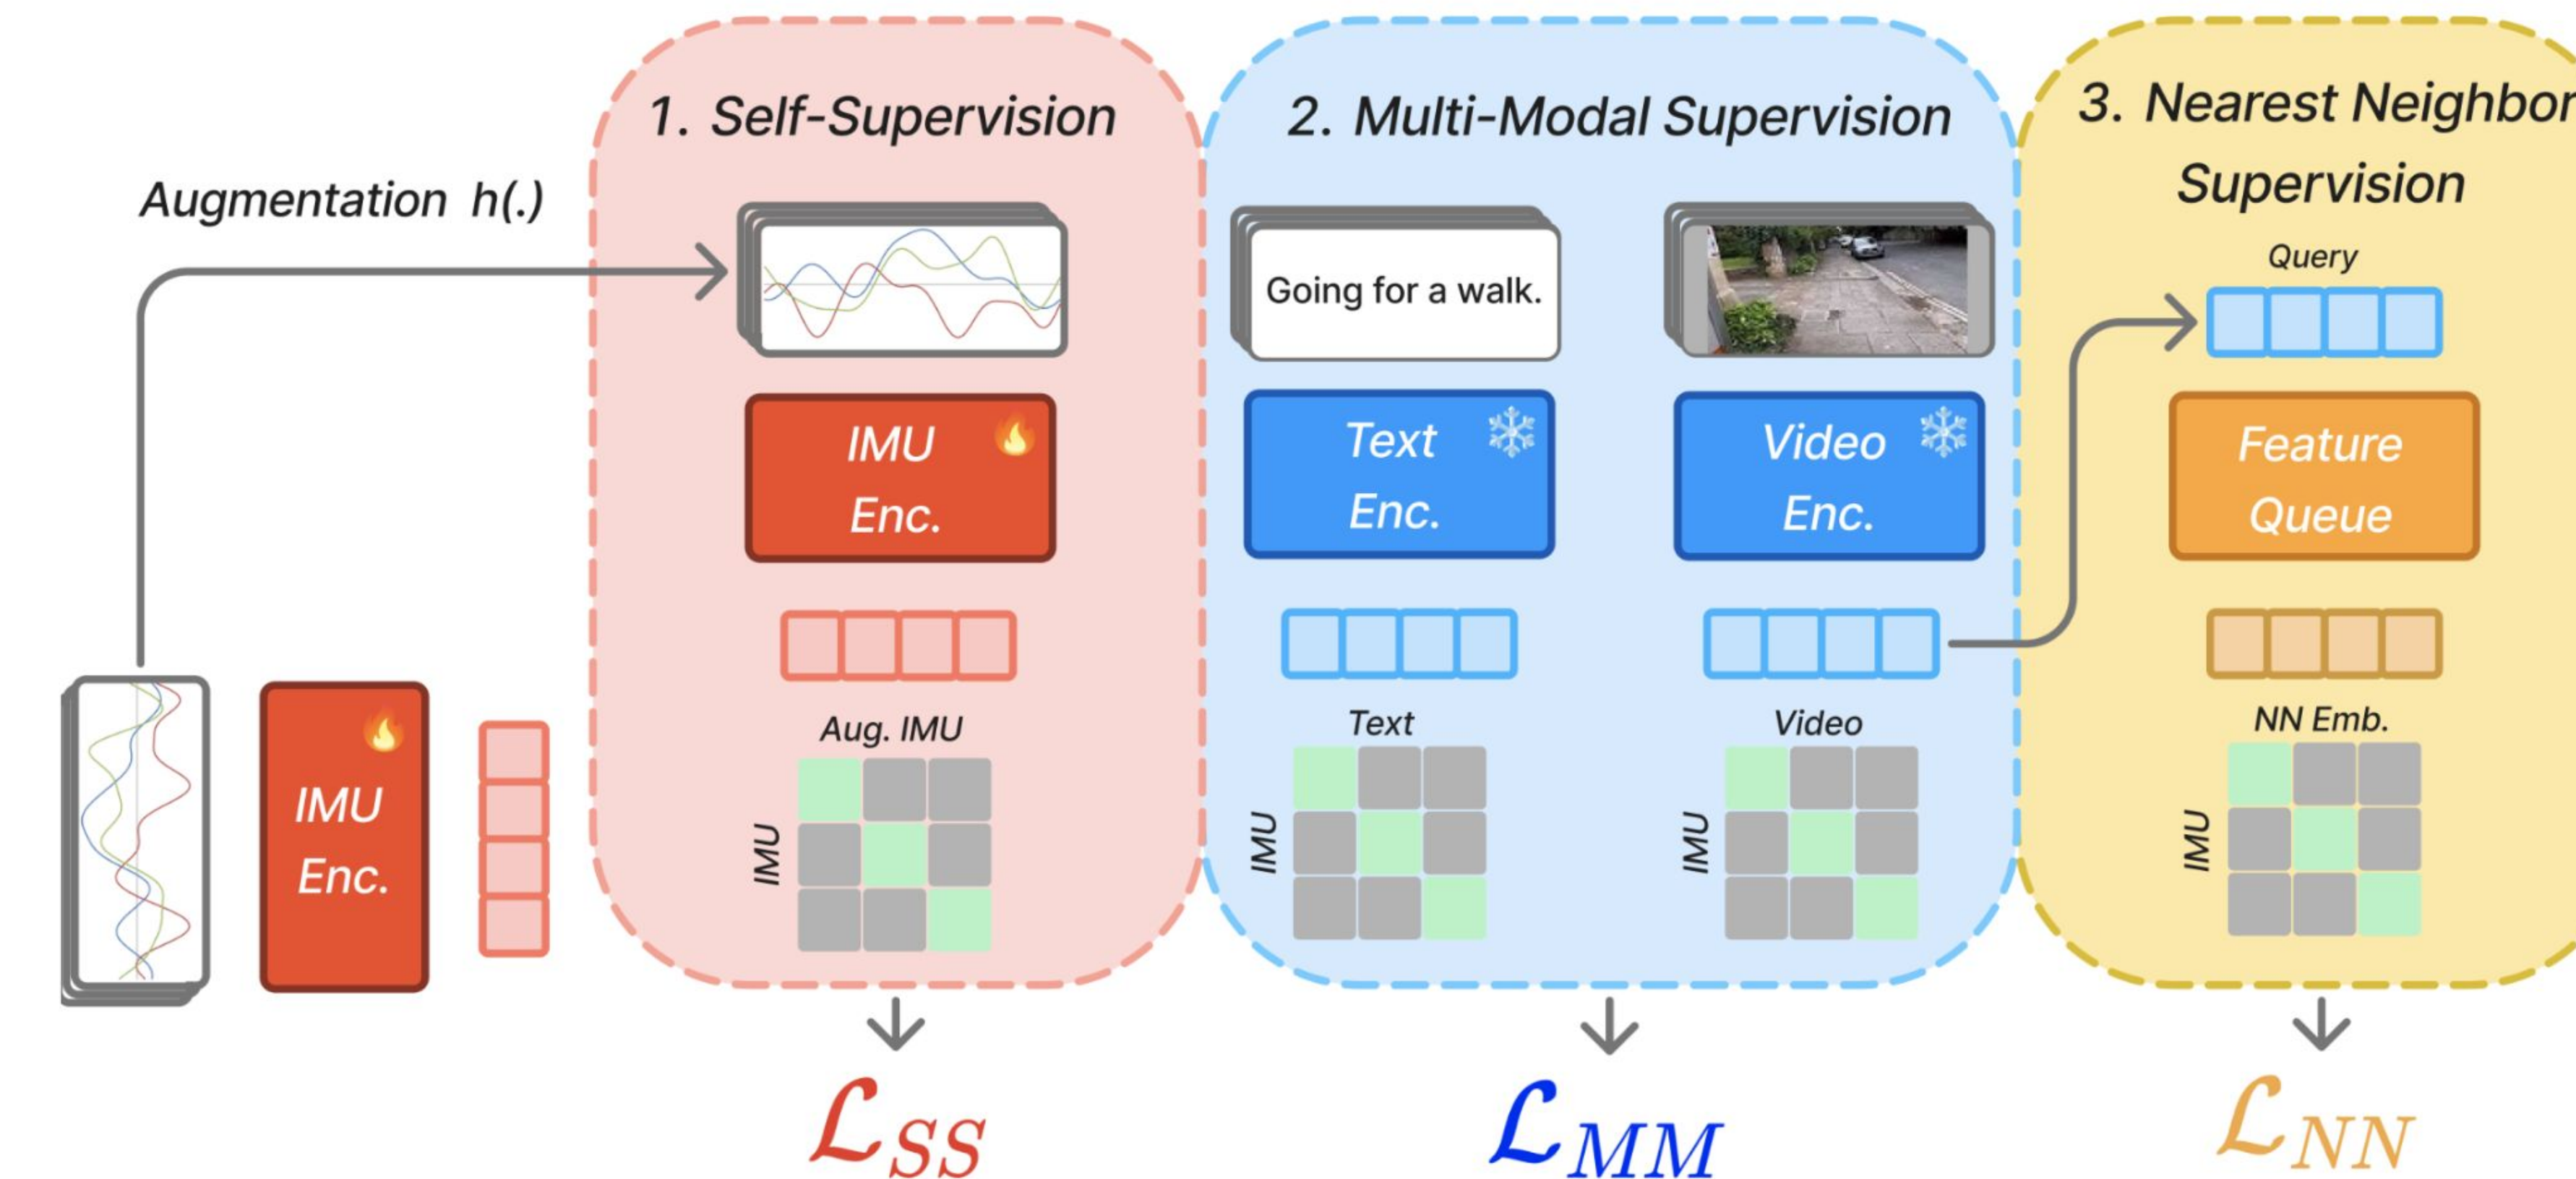 1. Self-Supervision
2. Multi-Modal Supervision
3. Nearest Neighbor
Supervision
Augmentation h(.)
Going for a walk.
Query
IMU
Enc.
Text
Enc.
Video
Enc.
Feature
Queue
IMU
Enc.
Aug. IMU
IMU
Text
IMU
Video
IMU
NN Emb.
IMU
ℒSS
ℒMM
ℒNN